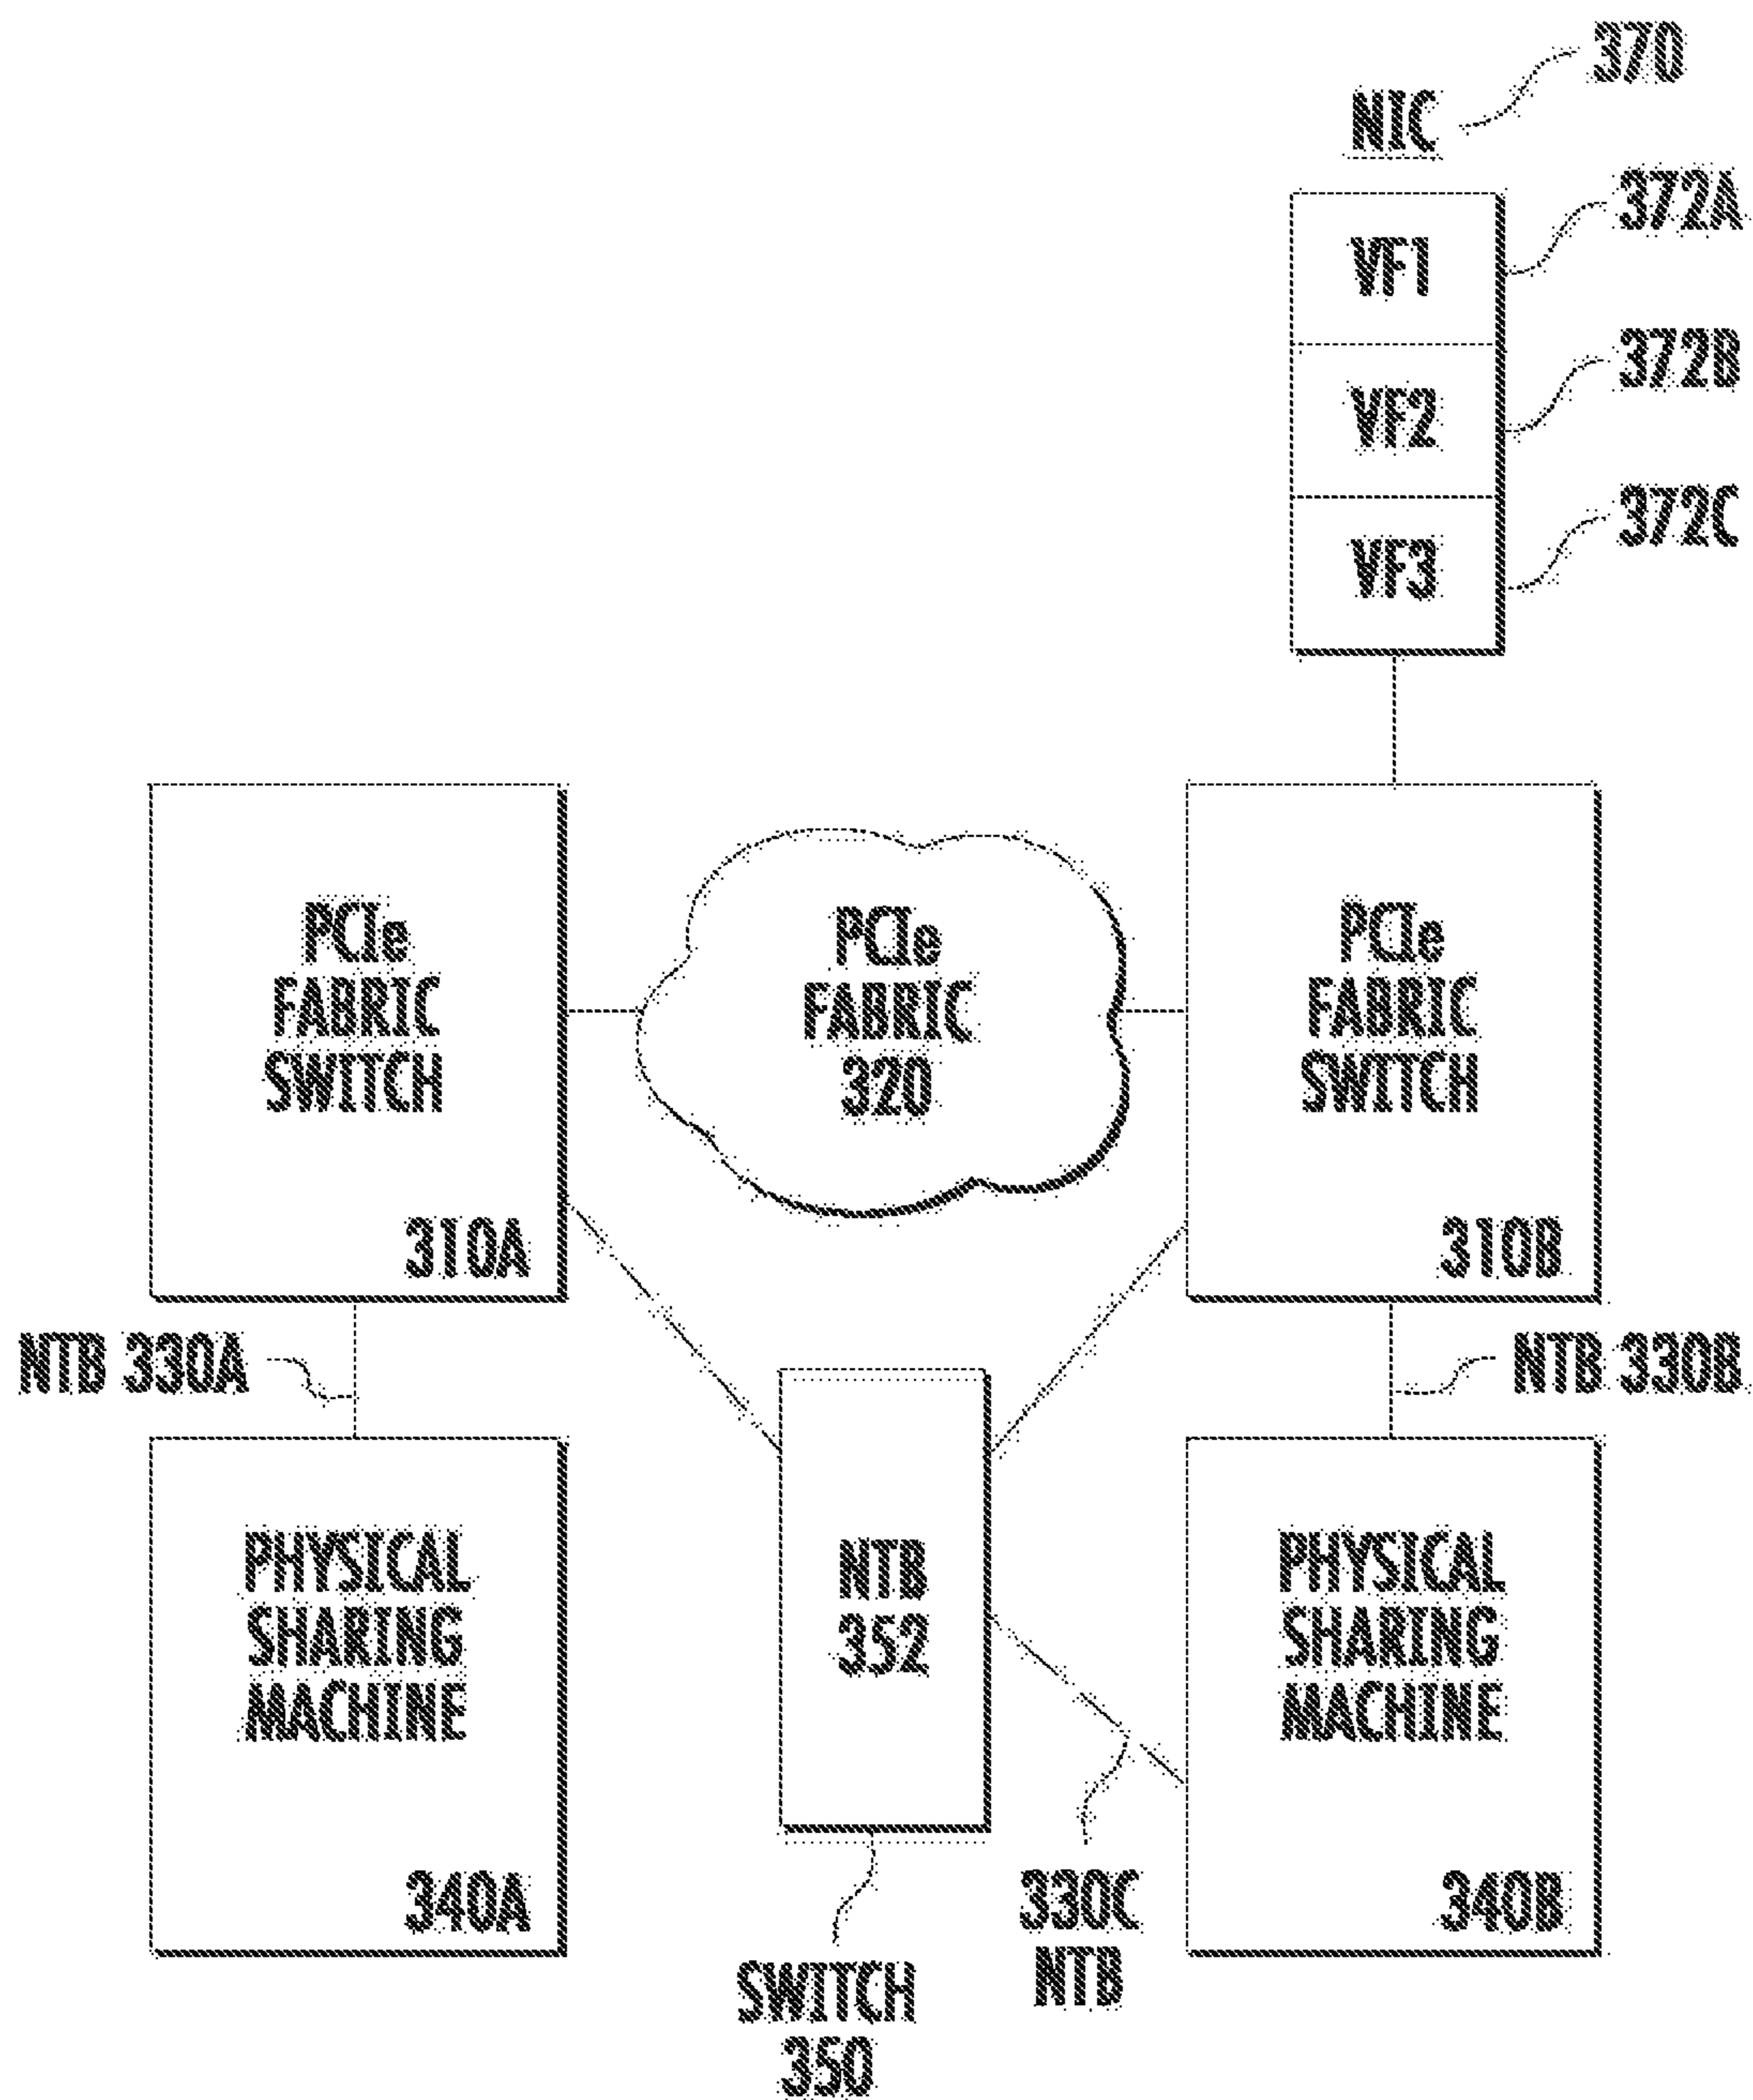 370
NIC
372A
VF1
372B
VF2
372C
VF3
PCIe
FABRIC
SWITCH
310A
PCIe
FABRIC
320
PCIe
FABRIC
SWITCH
310B
NTB 330A
NTB 330B
PHYSICAL
SHARING
MACHINE
340A
NTB
352
PHYSICAL
SHARING
MACHINE
340B
330C
NTB
SWITCH
350